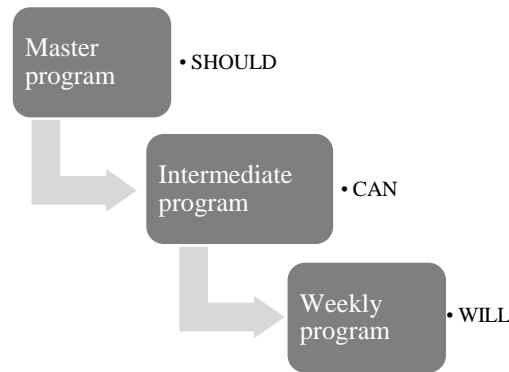 Master
program
• SHOULD
Intermediate
program
• CAN
Weekly
program
• WILL